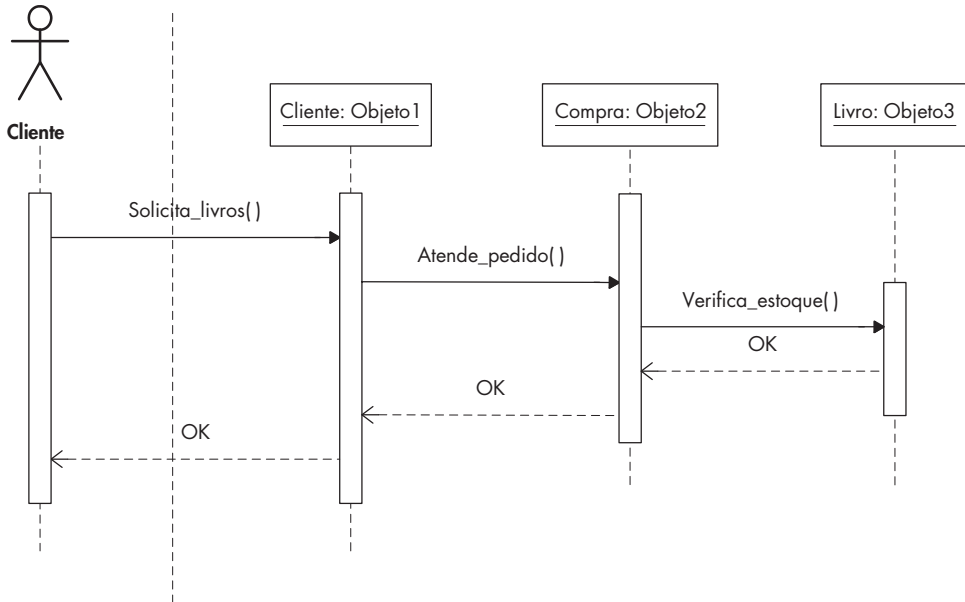 Cliente
Cliente: Objeto1
Compra: Objeto2
Livro: Objeto3
Solicita_livros( )
Atende_pedido( )
Verifica_estoque( )
OK
OK
OK